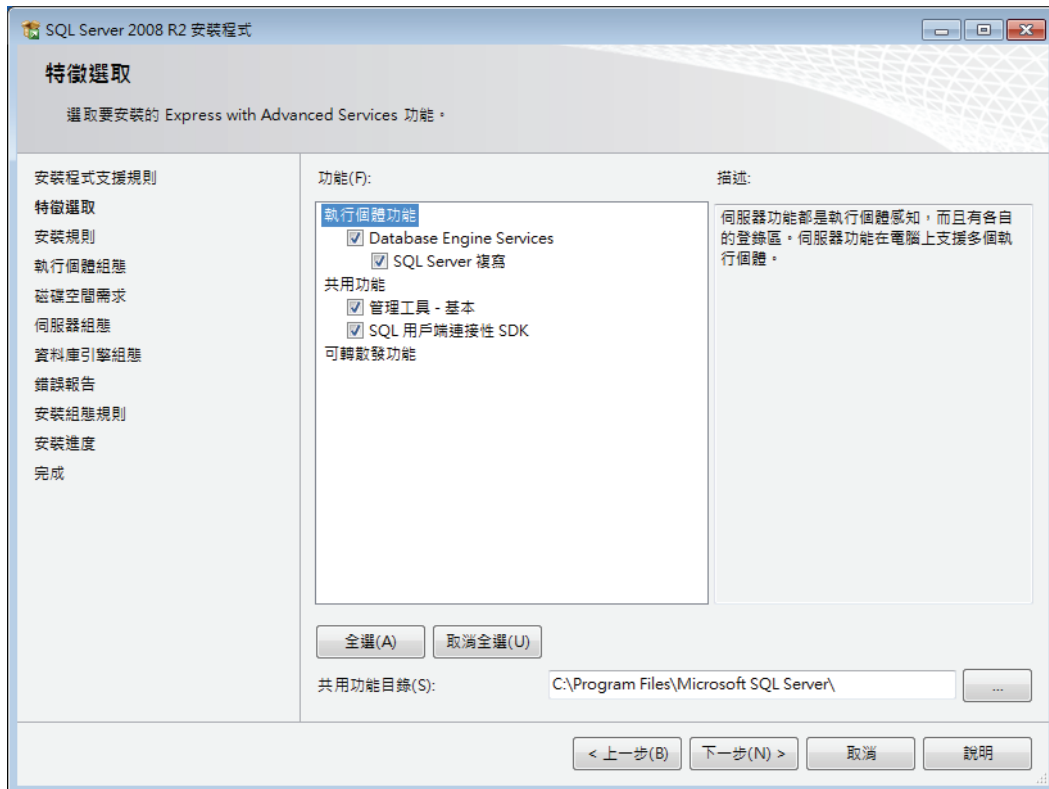 SQL Server 2008 R2 安裝程式
特徵選取
選取要安裝的 Express with Advanced Services 功能。
安裝程式支援規則
特徵選取
安裝規則
執行個體組態
磁碟空間需求
伺服器組態
資料庫引擎組態
錯誤報告
安裝組態規則
安裝進度
完成
功能(F):
執行個體功能
Database Engine Services
SQL Server 複寫
共用功能
管理工具 - 基本
SQL 用戶端連接性 SDK
可轉散發功能
描述:
伺服器功能都是執行個體感知，而且有各自
的登錄區。伺服器功能在電腦上支援多個執
行個體。
全選(A)
取消全選(U)
共用功能目錄(S):
C:\Program Files\Microsoft SQL Server\
...
< 上一步(B)
下一步(N) >
取消
說明